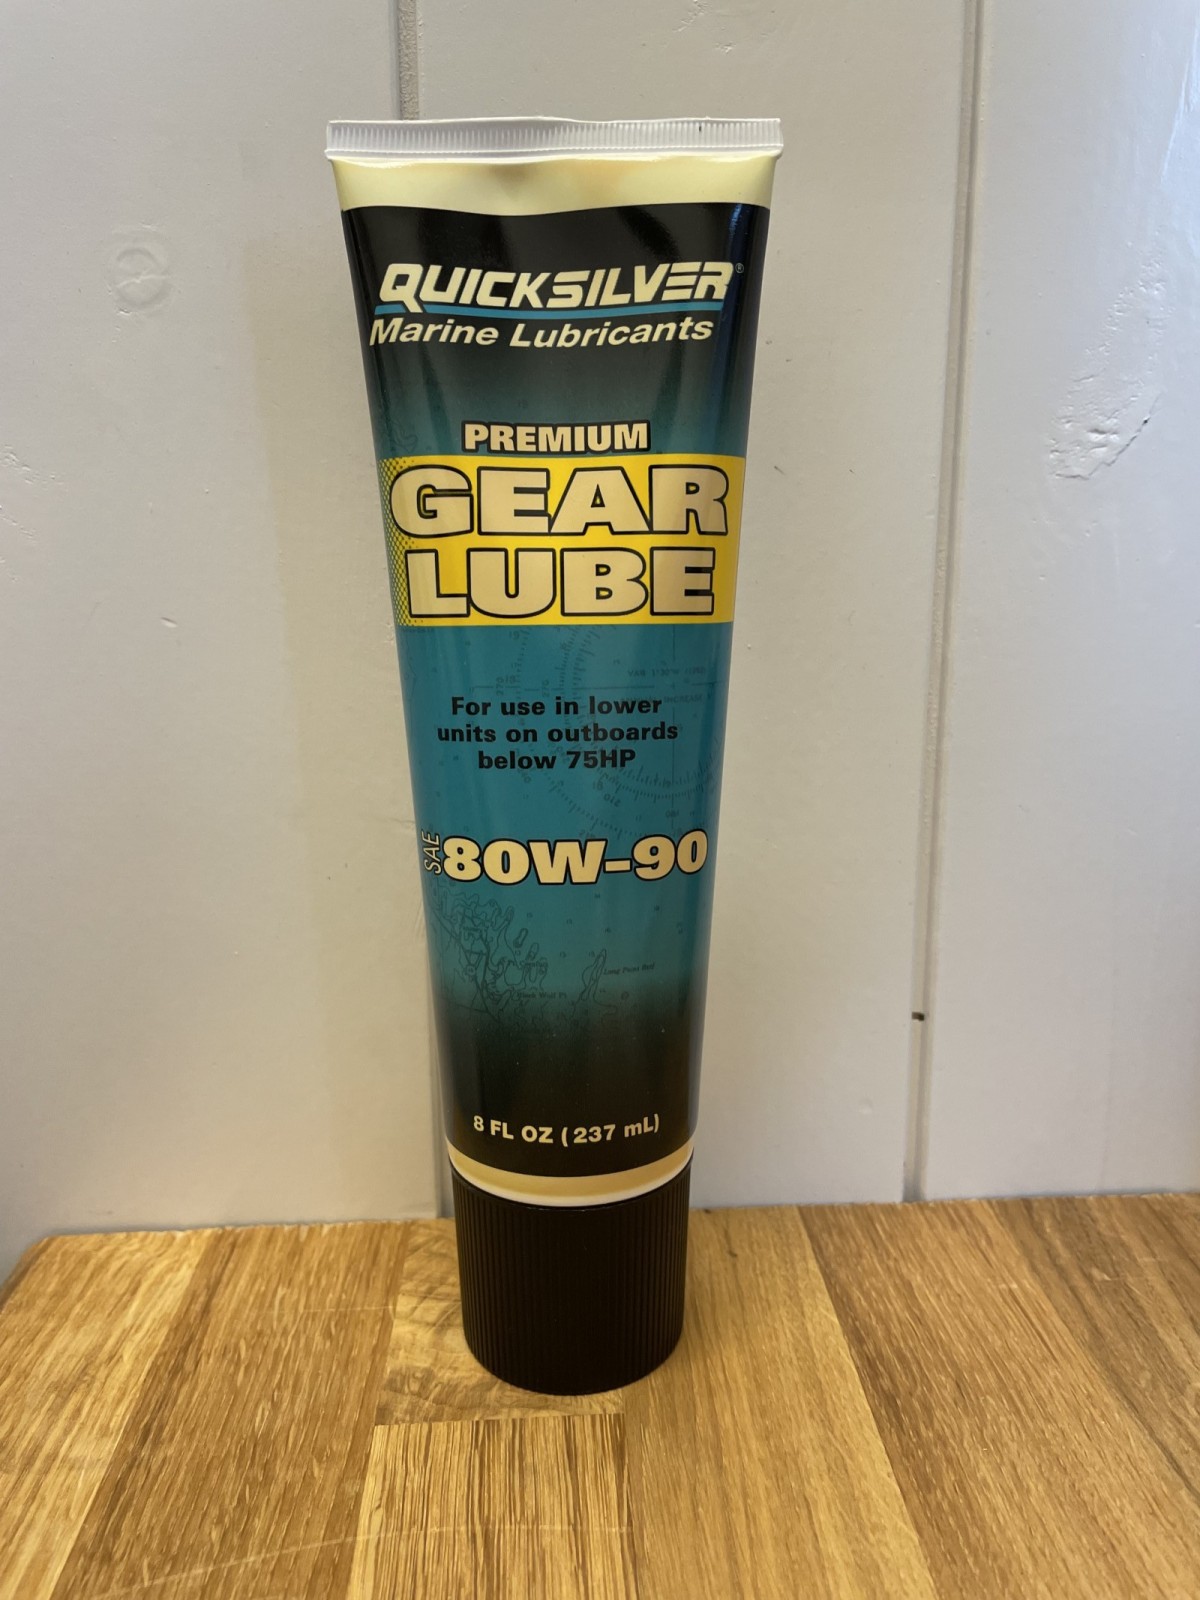 QUICKSILVER®
Marine Lubricants
PREMIUM
GEAR
LUBE
For use in lower
units on outboards
below 75HP
SAE 80W-90
8 FL OZ (237 mL)